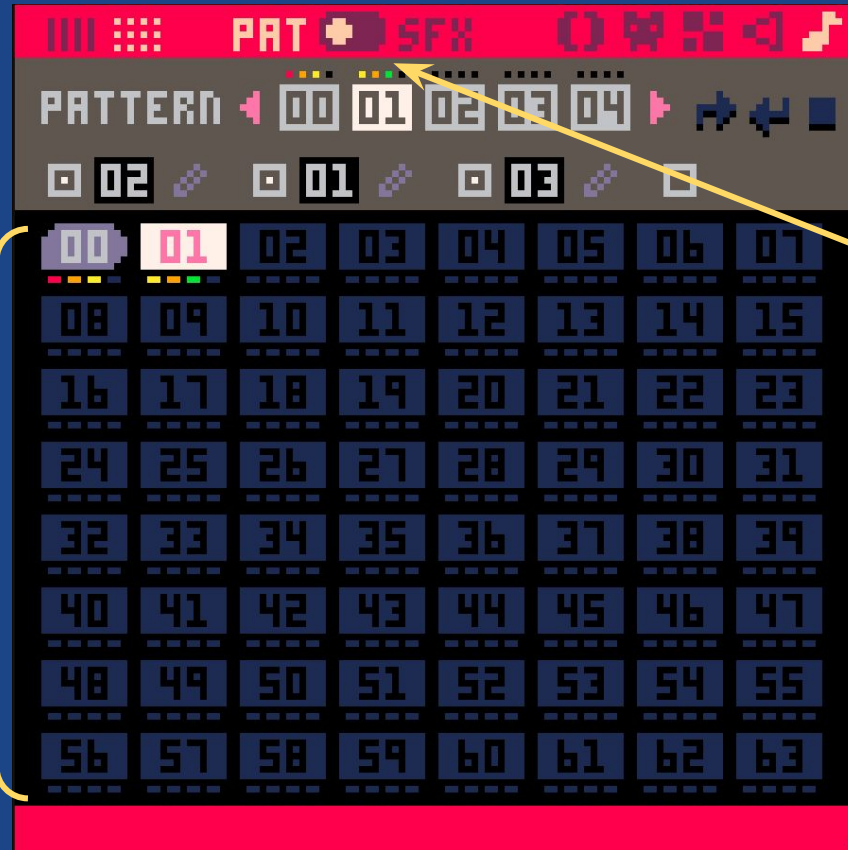 PAT SFX
PATTERN 00 01 02 03 04
02 01 03
00 01 02 03 04 05 06 07
08 09 10 11 12 13 14 15
16 17 18 19 20 21 22 23
24 25 26 27 28 29 30 31
32 33 34 35 36 37 38 39
40 41 42 43 44 45 46 47
48 49 50 51 52 53 54 55
56 57 58 59 60 61 62 63